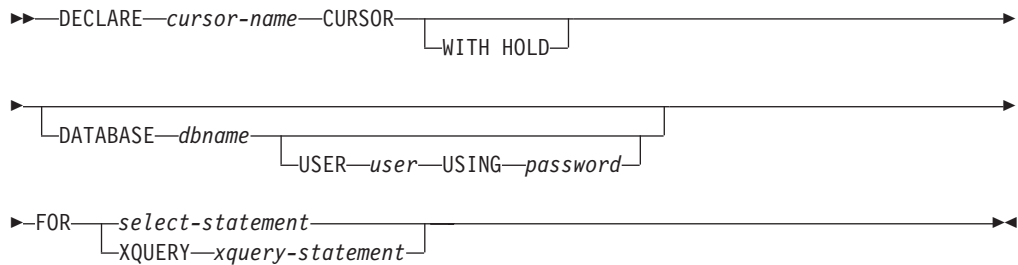 DECLARE cursor-name CURSOR
WITH HOLD
DATABASE dbname
USER user USING password
FOR select-statement
XQUERY xquery-statement